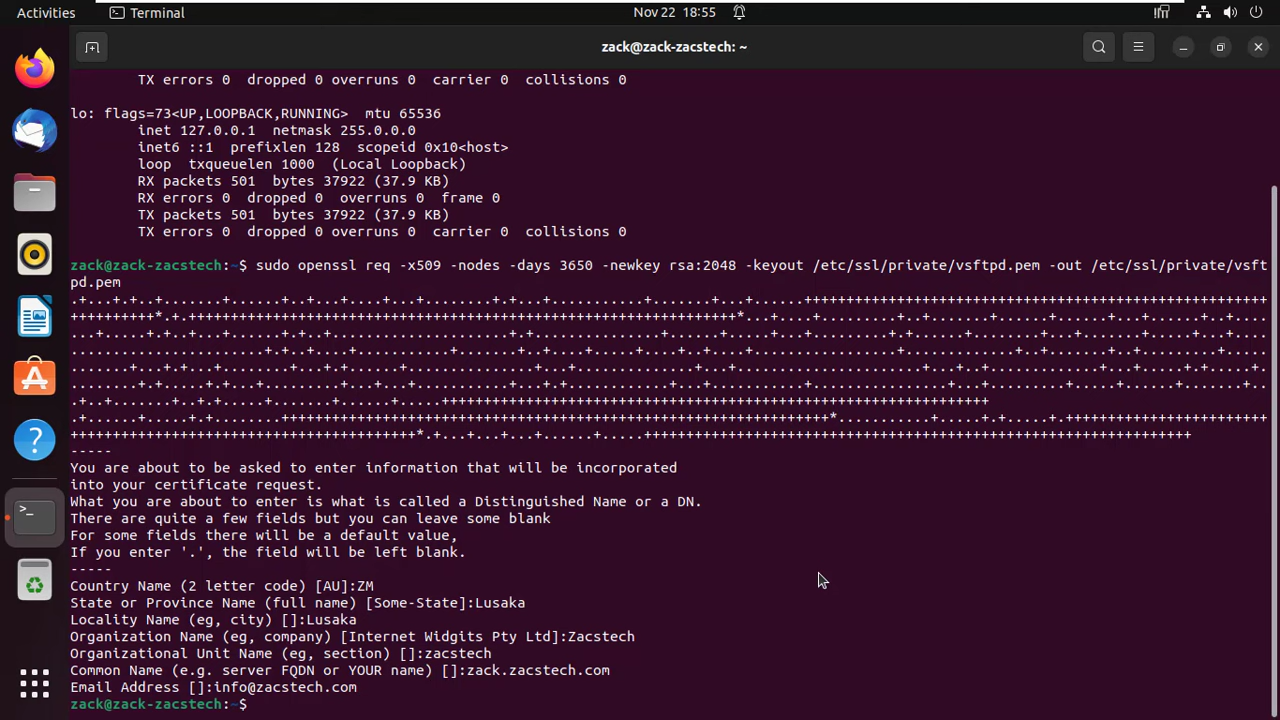 Activities
Terminal
Nov 22 18:55
zack@zack-zacstech: ~
TX errors 0  dropped 0 overruns 0  carrier 0  collisions 0
lo: flags=73<UP,LOOPBACK,RUNNING>  mtu 65536
inet 127.0.0.1  netmask 255.0.0.0
inet6 ::1  prefixlen 128  scopeid 0x10<host>
loop  txqueuelen 1000  (Local Loopback)
RX packets 501  bytes 37922 (37.9 KB)
RX errors 0  dropped 0  overruns 0  frame 0
TX packets 501  bytes 37922 (37.9 KB)
TX errors 0  dropped 0 overruns 0  carrier 0  collisions 0
zack@zack-zacstech:~$ sudo openssl req -x509 -nodes -days 3650 -newkey rsa:2048 -keyout /etc/ssl/private/vsftpd.pem -out /etc/ssl/private/vsft
pd.pem
-----
You are about to be asked to enter information that will be incorporated
into your certificate request.
What you are about to enter is what is called a Distinguished Name or a DN.
There are quite a few fields but you can leave some blank
For some fields there will be a default value,
If you enter '.', the field will be left blank.
-----
Country Name (2 letter code) [AU]:ZM
State or Province Name (full name) [Some-State]:Lusaka
Locality Name (eg, city) []:Lusaka
Organization Name (eg, company) [Internet Widgits Pty Ltd]:Zacstech
Organizational Unit Name (eg, section) []:zacstech
Common Name (e.g. server FQDN or YOUR name) []:zack.zacstech.com
Email Address []:info@zacstech.com
zack@zack-zacstech:~$